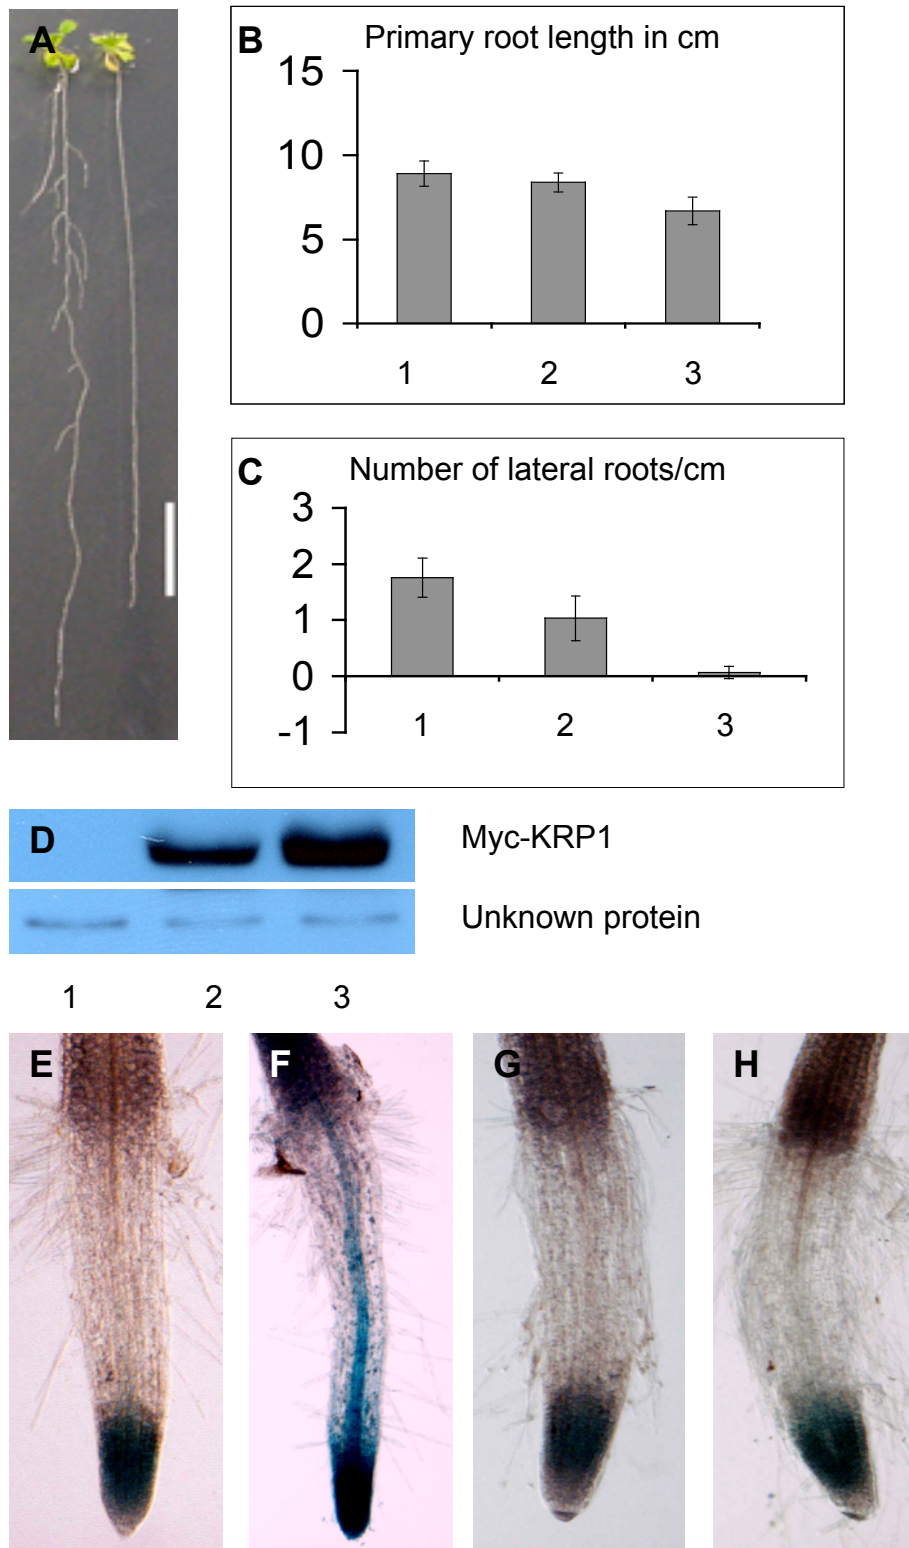 A
B Primary root length in cm
15
10
5
0
1 2 3
C Number of lateral roots/cm
3
2
1
0
-1
1 2 3
D Myc-KRP1
Unknown protein
1 2 3
E F G H